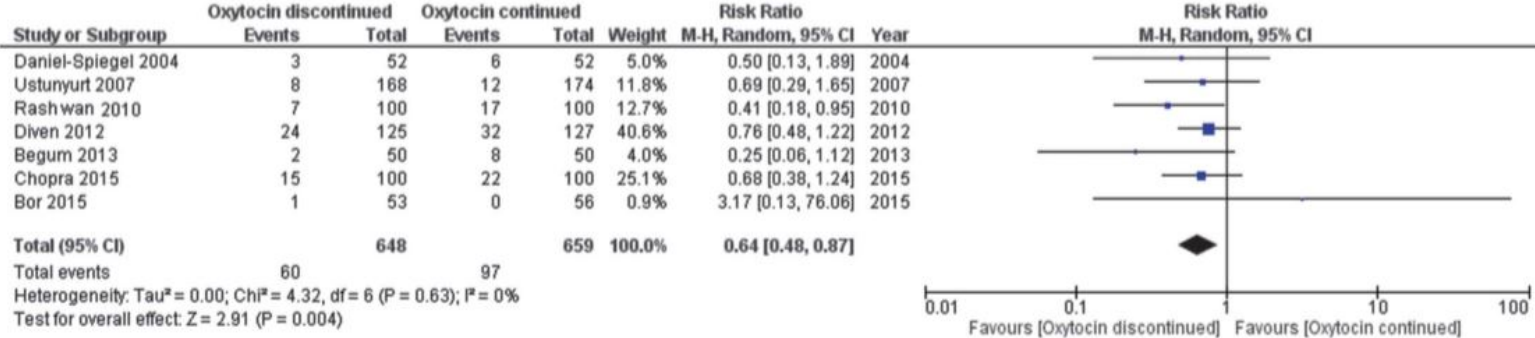 Oxytocin discontinued Oxytocin continued Risk Ratio Risk Ratio
Study or Subgroup Events Total Events Total Weight M-H, Random, 95% CI Year M-H, Random, 95% CI
Daniel-Spiegel 2004 3 52 6 52 5.0% 0.50 [0.13, 1.89] 2004
Ustunyurt 2007 8 168 12 174 11.8% 0.69 [0.29, 1.65] 2007
Rashwan 2010 7 100 17 100 12.7% 0.41 [0.18, 0.95] 2010
Diven 2012 24 125 32 127 40.6% 0.76 [0.48, 1.22] 2012
Begum 2013 2 50 8 50 4.0% 0.25 [0.06, 1.12] 2013
Chopra 2015 15 100 22 100 25.1% 0.68 [0.38, 1.24] 2015
Bor 2015 1 53 0 56 0.9% 3.17 [0.13, 76.06] 2015
Total (95% CI) 648 659 100.0% 0.64 [0.48, 0.87]
Total events 60 97
Heterogeneity: Tau² = 0.00; Chi² = 4.32, df = 6 (P = 0.63); I² = 0%
Test for overall effect: Z = 2.91 (P = 0.004)
0.01 0.1 1 10 100
Favours [Oxytocin discontinued] Favours [Oxytocin continued]